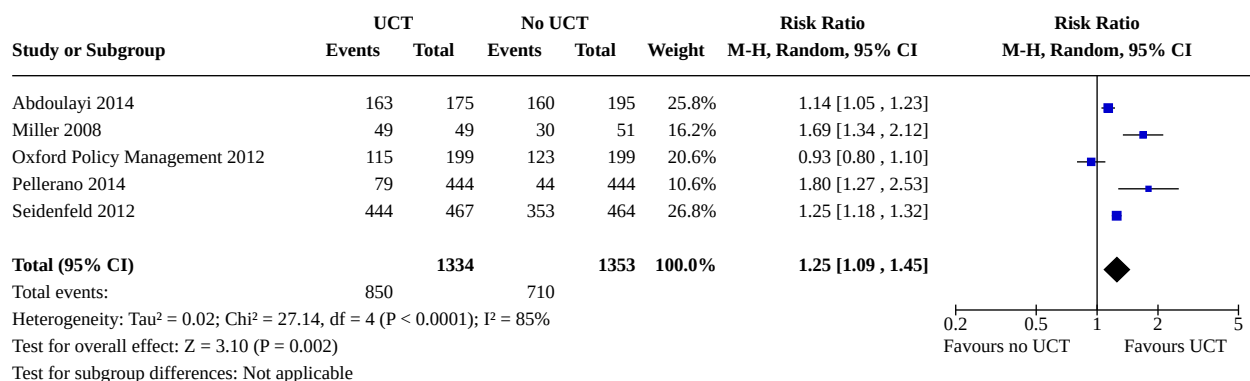 UCT No UCT Risk Ratio Risk Ratio
Study or Subgroup Events Total Events Total Weight M-H, Random, 95% CI M-H, Random, 95% CI
Abdoulayi 2014 163 175 160 195 25.8% 1.14 [1.05 , 1.23]
Miller 2008 49 49 30 51 16.2% 1.69 [1.34 , 2.12]
Oxford Policy Management 2012 115 199 123 199 20.6% 0.93 [0.80 , 1.10]
Pellerano 2014 79 444 44 444 10.6% 1.80 [1.27 , 2.53]
Seidenfeld 2012 444 467 353 464 26.8% 1.25 [1.18 , 1.32]
Total (95% CI) 1334 1353 100.0% 1.25 [1.09 , 1.45]
Total events: 850 710
Heterogeneity: Tau² = 0.02; Chi² = 27.14, df = 4 (P < 0.0001); I² = 85%
0.2 0.5 1 2 5
Test for overall effect: Z = 3.10 (P = 0.002) Favours no UCT Favours UCT
Test for subgroup differences: Not applicable